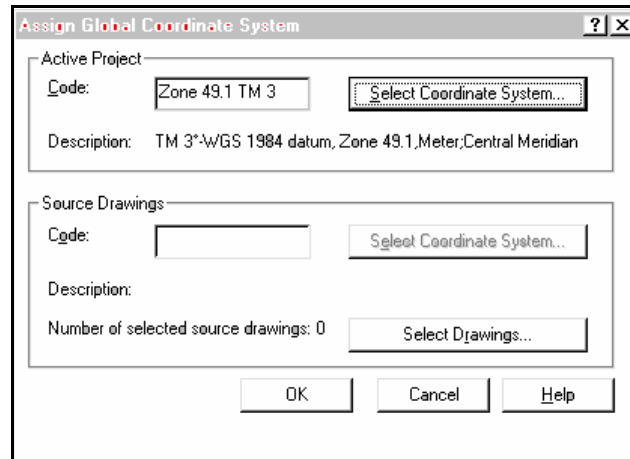 Assign Global Coordinate System
Active Project
Code: Zone 49.1 TM 3 Select Coordinate System...
Description: TM 3°-WGS 1984 datum, Zone 49.1,Meter;Central Meridian
Source Drawings
Code: Select Coordinate System...
Description:
Number of selected source drawings: 0 Select Drawings...
OK Cancel Help